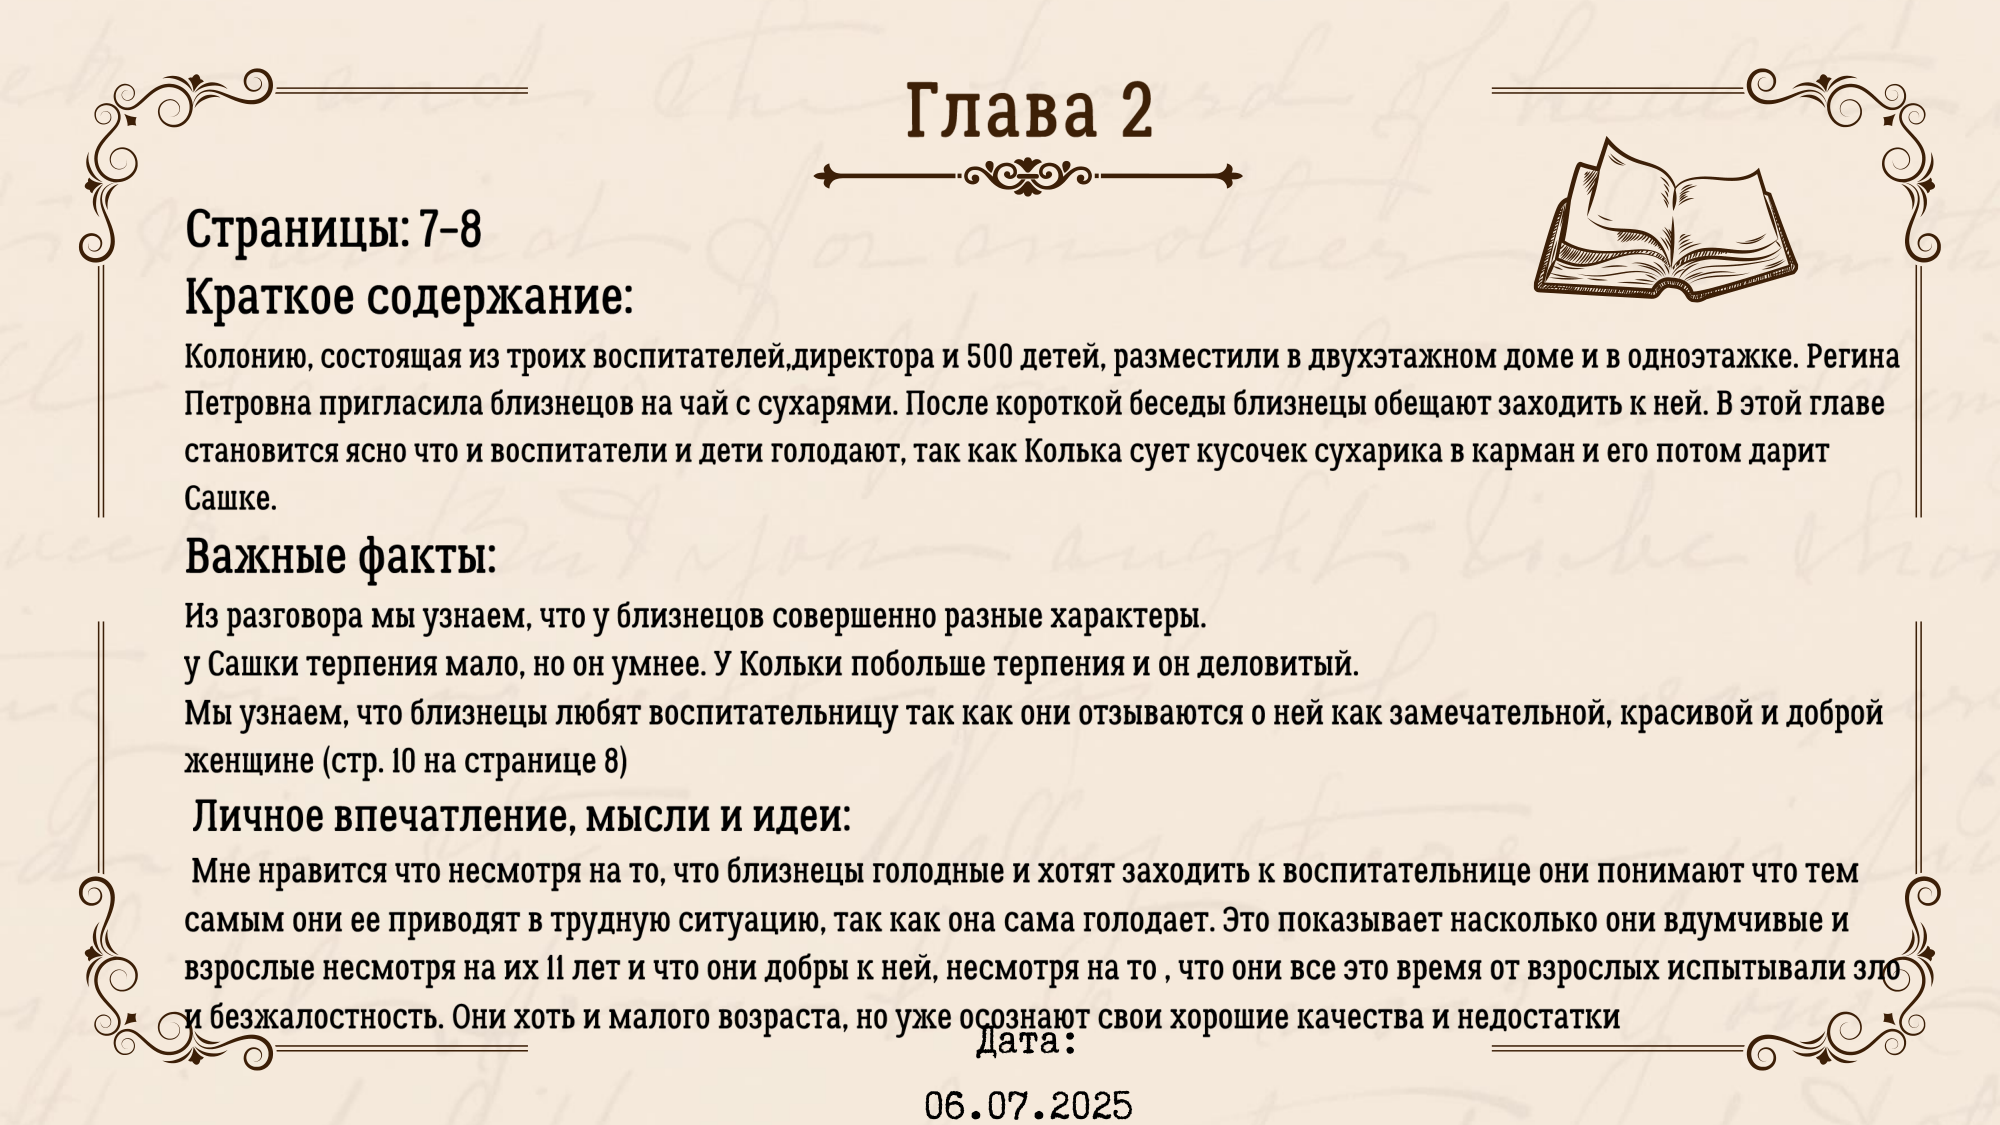 Глава 2
Страницы: 7-8
Краткое содержание:
Колонию, состоящая из троих воспитателей,директора и 500 детей, разместили в двухэтажном доме и в одноэтажке. Регина
Петровна пригласила близнецов на чай с сухарями. После короткой беседы близнецы обещают заходить к ней. В этой главе
становится ясно что и воспитатели и дети голодают, так как Колька сует кусочек сухарика в карман и его потом дарит
Сашке.
Важные факты:
Из разговора мы узнаем, что у близнецов совершенно разные характеры.
у Сашки терпения мало, но он умнее. У Кольки побольше терпения и он деловитый.
Мы узнаем, что близнецы любят воспитательницу так как они отзываются о ней как замечательной, красивой и доброй
женщине (стр. 10 на странице 8)
Личное впечатление, мысли и идеи:
Мне нравится что несмотря на то, что близнецы голодные и хотят заходить к воспитательнице они понимают что тем
самым они ее приводят в трудную ситуацию, так как она сама голодает. Это показывает насколько они вдумчивые и
взрослые несмотря на их 11 лет и что они добры к ней, несмотря на то , что они все это время от взрослых испытывали зло
и безжалостность. Они хоть и малого возраста, но уже осознают свои хорошие качества и недостатки
Дата:
06.07.2025